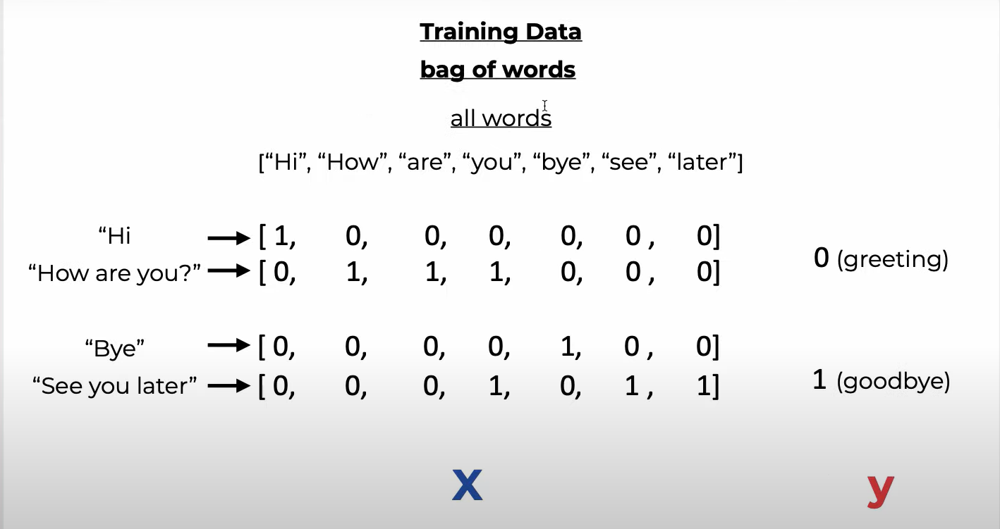 Training Data
bag of words
all words
[“Hi”, “How”, “are”, “you”, “bye”, “see”, “later”]
“Hi → [ 1, 0, 0, 0, 0, 0 , 0]
“How are you?” → [ 0, 1, 1, 1, 0, 0 , 0]
0 (greeting)
“Bye” → [ 0, 0, 0, 0, 1, 0 , 0]
“See you later” → [ 0, 0, 0, 1, 0, 1 , 1]
1 (goodbye)
X y